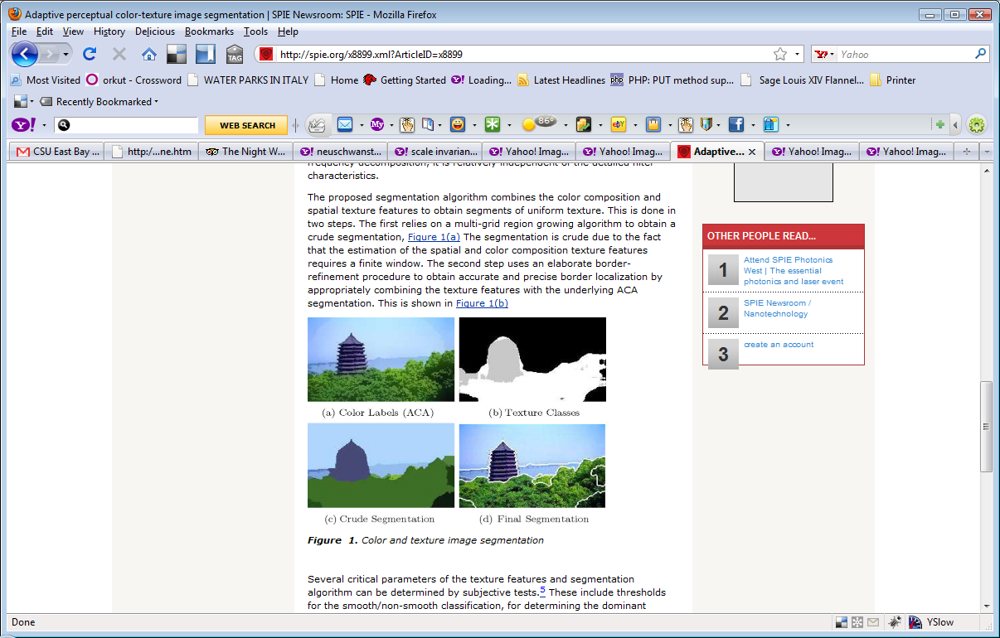 Adaptive perceptual color-texture image segmentation | SPIE Newsroom: SPIE - Mozilla Firefox
File Edit View History Delicious Bookmarks Tools Help
TAG http://spie.org/x8899.xml?ArticleID=x8899 Yahoo
Most Visited orkut - Crossword WATER PARKS IN ITALY Home Getting Started Loading... Latest Headlines php PHP: PUT method sup... Sage Louis XIV Flannel... Printer
Recently Bookmarked
Y! WEB SEARCH My 86° eBY
CSU East Bay ... http:/...ne.htm The Night W... neuschwanst... scale invarian... Yahoo! Imag... Yahoo! Imag... Adaptive... Yahoo! Imag... Yahoo! Imag...
frequency decomposition, it is relatively independent of the detailed filter
characteristics.
The proposed segmentation algorithm combines the color composition and
spatial texture features to obtain segments of uniform texture. This is done in
two steps. The first relies on a multi-grid region growing algorithm to obtain a
crude segmentation, Figure 1(a) The segmentation is crude due to the fact
that the estimation of the spatial and color composition texture features
requires a finite window. The second step uses an elaborate border-
refinement procedure to obtain accurate and precise border localization by
appropriately combining the texture features with the underlying ACA
segmentation. This is shown in Figure 1(b)
(a) Color Labels (ACA)
(b) Texture Classes
(c) Crude Segmentation
(d) Final Segmentation
Figure 1. Color and texture image segmentation
Several critical parameters of the texture features and segmentation
algorithm can be determined by subjective tests.5 These include thresholds
for the smooth/non-smooth classification, for determining the dominant
OTHER PEOPLE READ...
1 Attend SPIE Photonics
West | The essential
photonics and laser event
2 SPIE Newsroom /
Nanotechnology
3 create an account
Done
YSlow